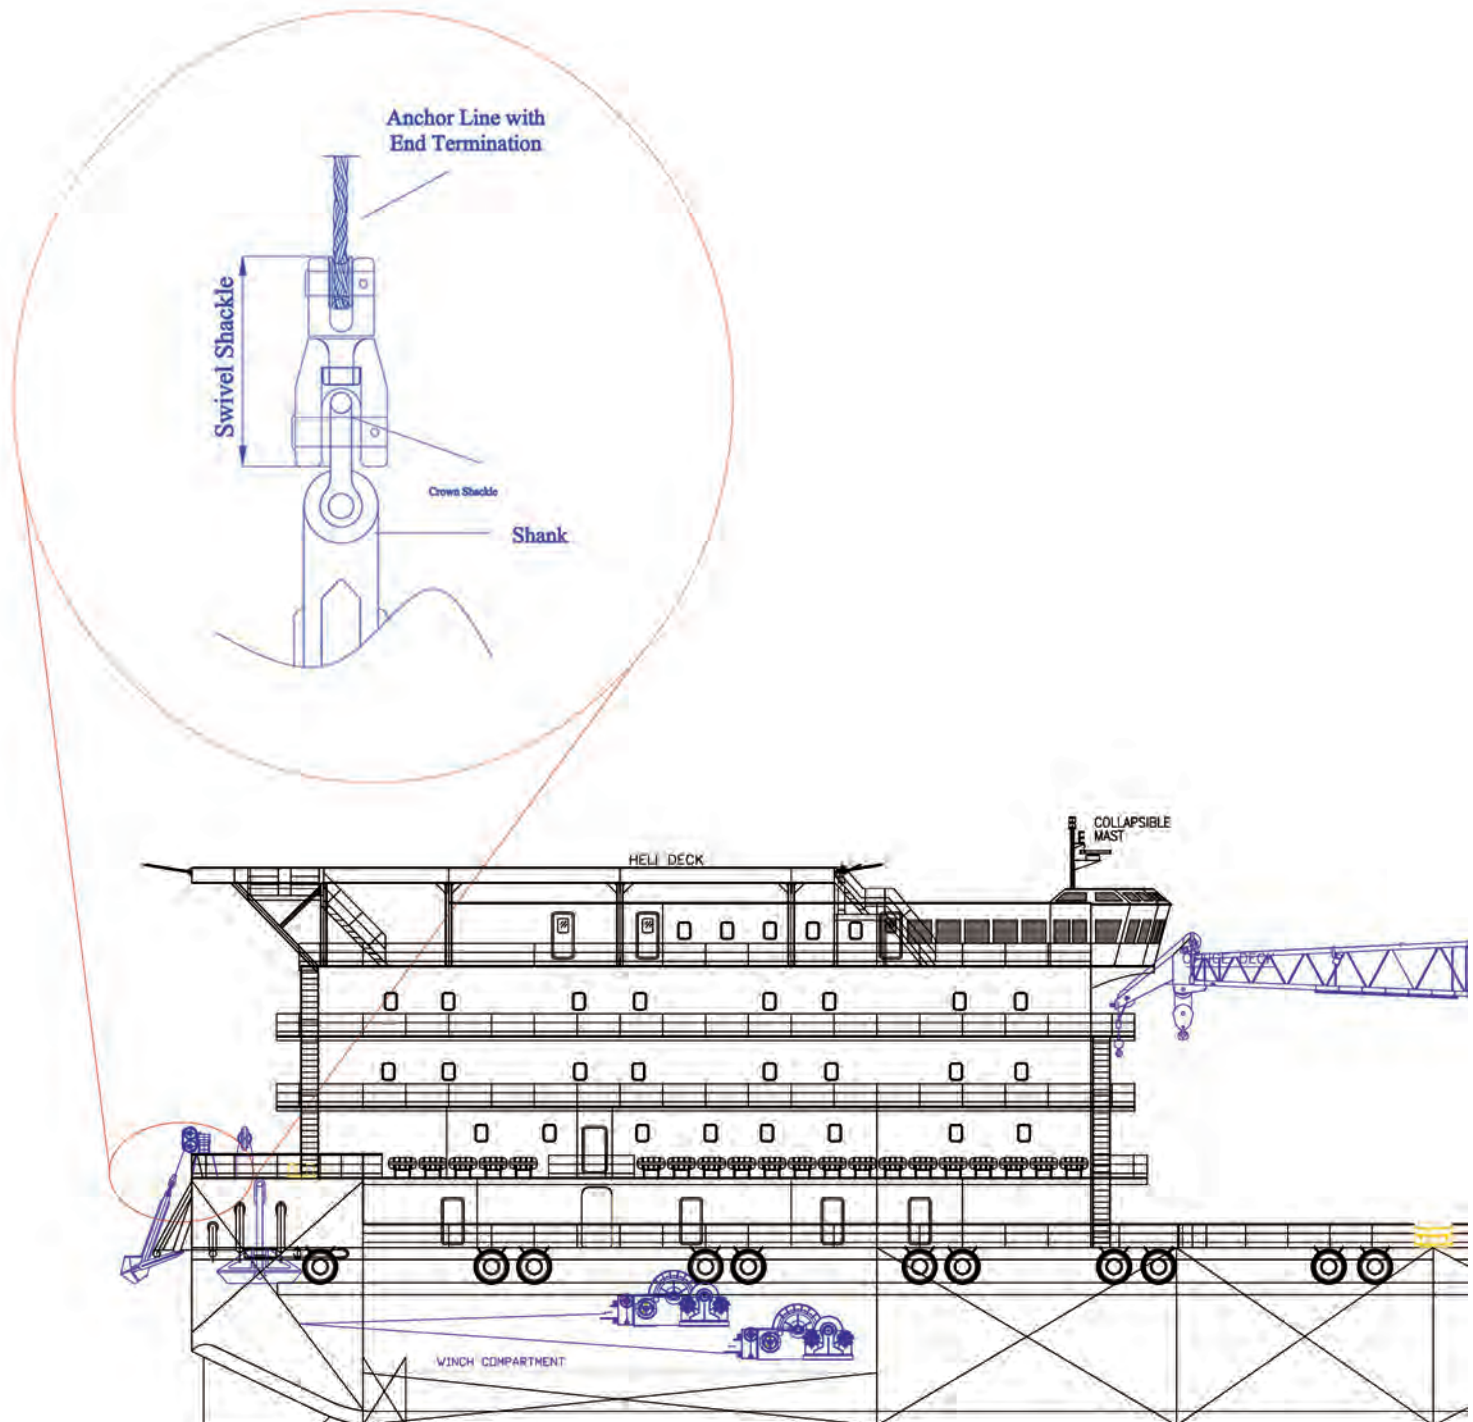 Anchor Line with
End Termination
Swivel Shackle
Crown Shackle
Shank
COLLAPSIBLE
MAST
HELI DECK
WINCH COMPARTMENT